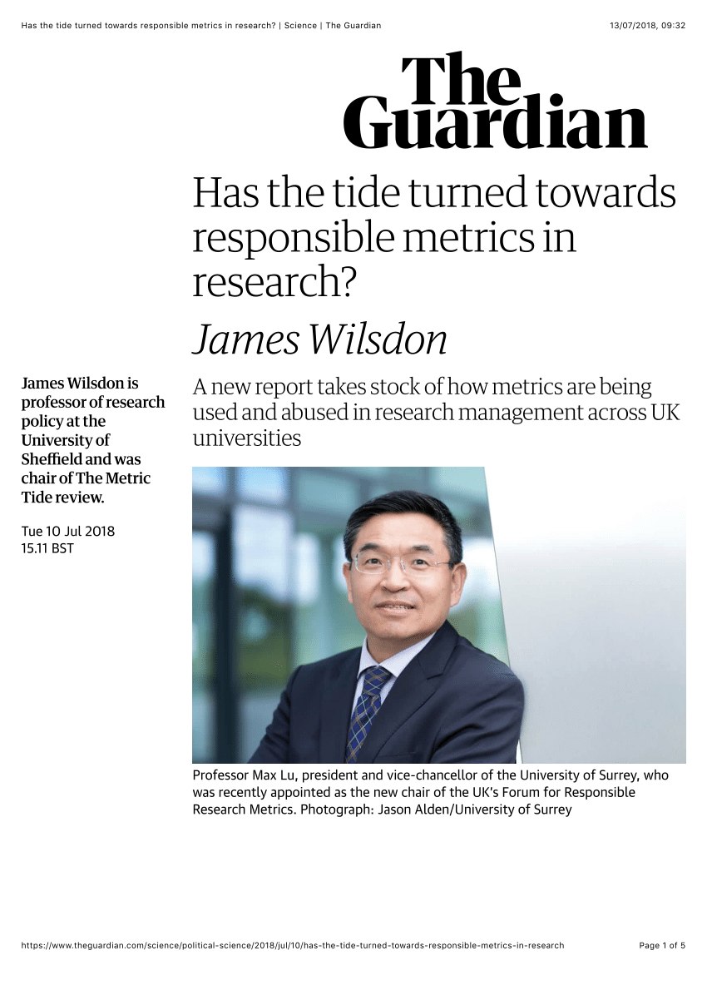 Has the tide turned towards responsible metrics in research? | Science | The Guardian
13/07/2018, 09:32
The
Guardian
Has the tide turned towards
responsible metrics in
research?
James Wilsdon
James Wilsdon is
professor of research
policy at the
University of
Sheffield and was
chair of The Metric
Tide review.
Tue 10 Jul 2018
15.11 BST
A new report takes stock of how metrics are being
used and abused in research management across UK
universities
Professor Max Lu, president and vice-chancellor of the University of Surrey, who
was recently appointed as the new chair of the UK’s Forum for Responsible
Research Metrics. Photograph: Jason Alden/University of Surrey
https://www.theguardian.com/science/political-science/2018/jul/10/has-the-tide-turned-towards-responsible-metrics-in-research
Page 1 of 5